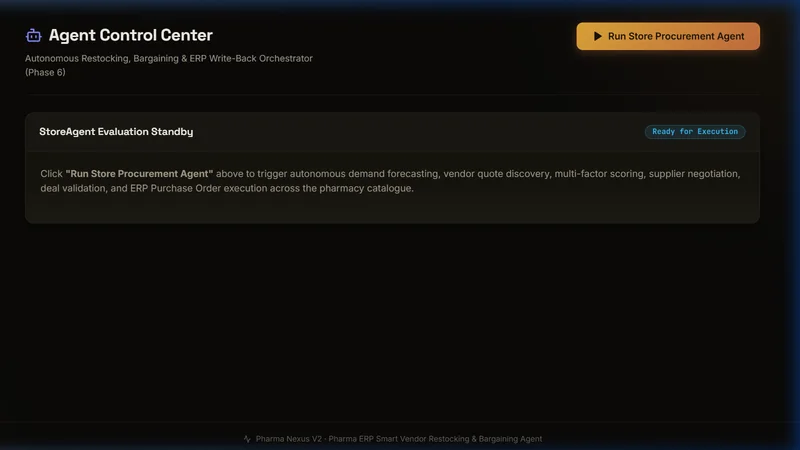 Agent Control Center
Run Store Procurement Agent
Autonomous Restocking, Bargaining & ERP Write-Back Orchestrator
(Phase 6)
StoreAgent Evaluation Standby
Ready for Execution
Click "Run Store Procurement Agent" above to trigger autonomous demand forecasting, vendor quote discovery, multi-factor scoring, supplier negotiation,
deal validation, and ERP Purchase Order execution across the pharmacy catalogue.
Pharma Nexus V2 · Pharma ERP Smart Vendor Restocking & Bargaining Agent